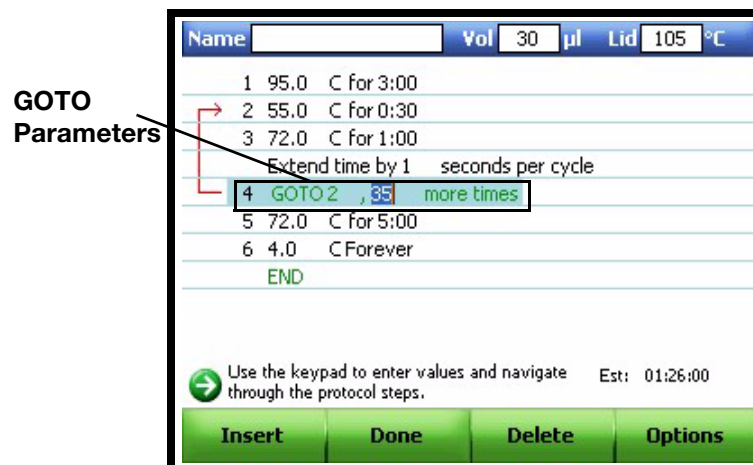 Name Vol 30 µl Lid 105 °C
1 95.0 C for 3:00
GOTO Parameters
2 55.0 C for 0:30
3 72.0 C for 1:00
Extend time by 1 seconds per cycle
4 GOTO 2 , 35 more times
5 72.0 C for 5:00
6 4.0 C Forever
END
Use the keypad to enter values and navigate
through the protocol steps.
Est: 01:26:00
Insert Done Delete Options